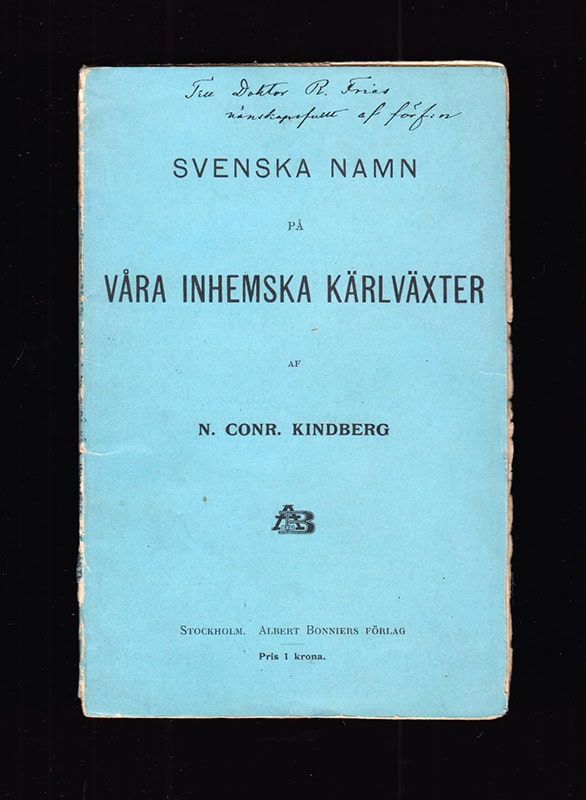 Till Doktor R. Fries
vänskapsfullt af förf:n
SVENSKA NAMN
PÅ
VÅRA INHEMSKA KÄRLVÄXTER
AF
N. CONR. KINDBERG
AB
STOCKHOLM. ALBERT BONNIERS FÖRLAG
Pris 1 krona.